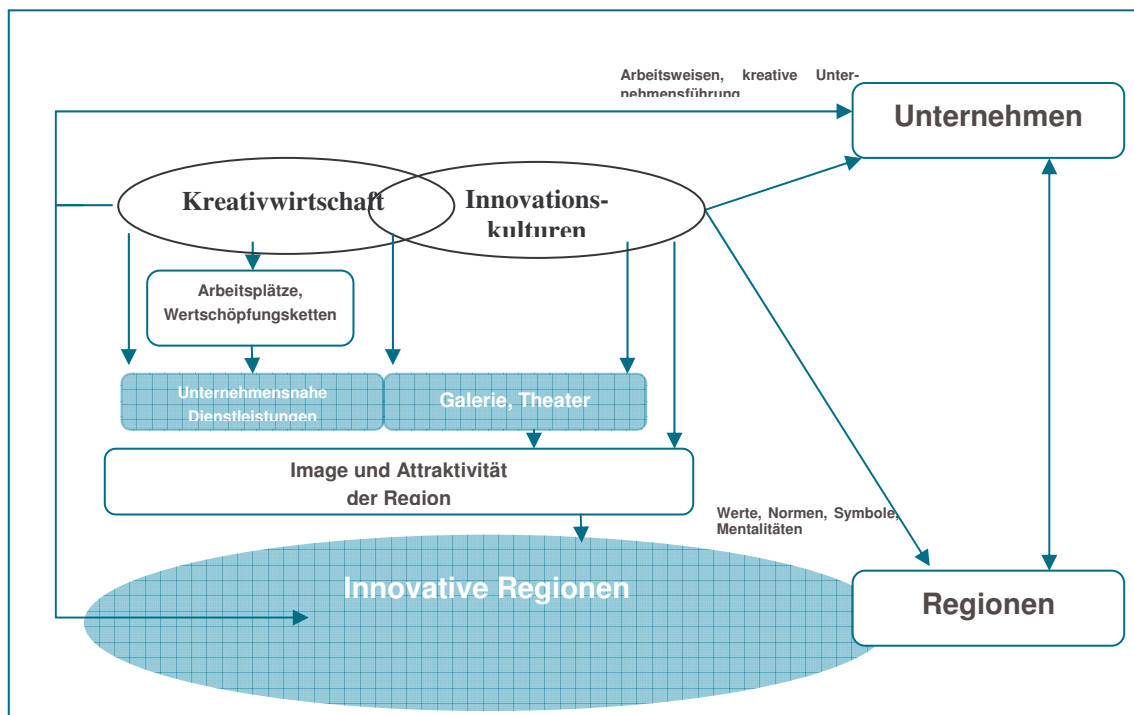 Arbeitsweisen, kreative Unter-
nehmensführung
Unternehmen
Kreativwirtschaft
Innovations-
kulturen
Arbeitsplätze,
Wertschöpfungsketten
Unternehmensnahe
Dienstleistungen
Galerie, Theater
Image und Attraktivität
der Region
Werte, Normen, Symbole,
Mentalitäten
Innovative Regionen
Regionen